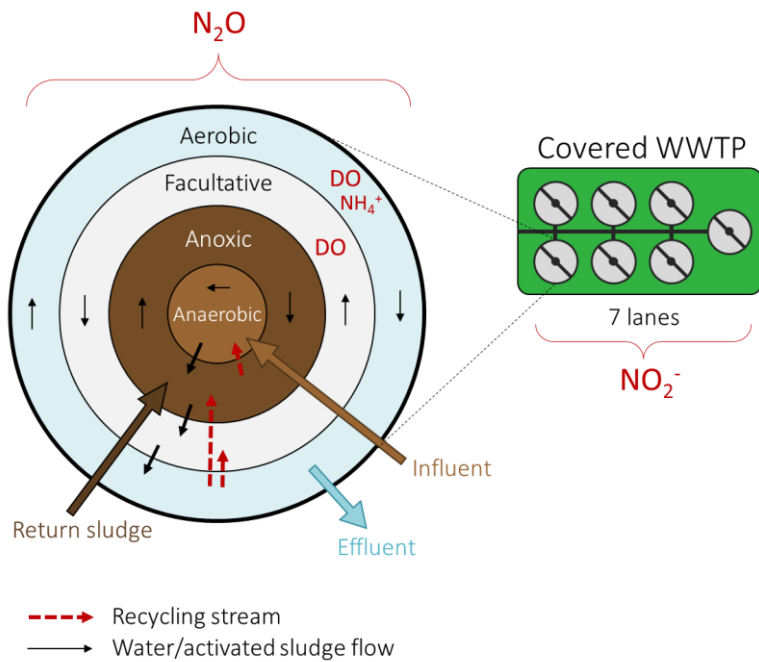 N₂O
Aerobic
Facultative
DO
NH₄⁺
Anoxic
DO
Anaerobic
Influent
Return sludge
Effluent
Covered WWTP
7 lanes
NO₂⁻
Recycling stream
Water/activated sludge flow